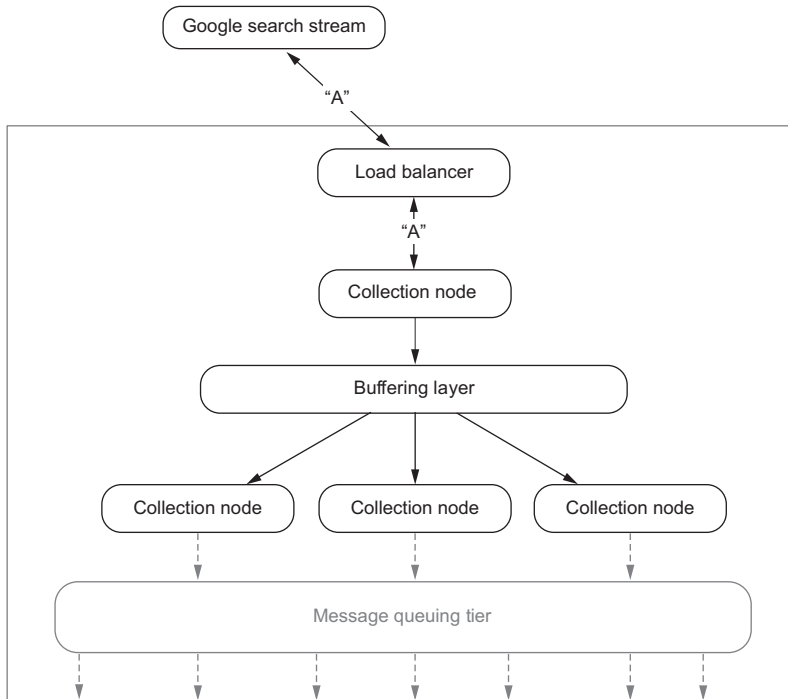 Google search stream
“A”
Load balancer
“A”
Collection node
Buffering layer
Collection node
Collection node
Collection node
Message queuing tier